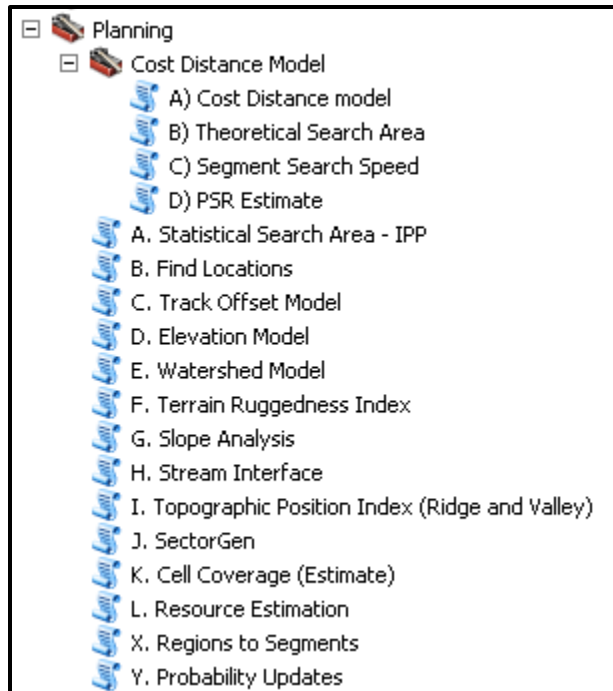 Planning
Cost Distance Model
A) Cost Distance model
B) Theoretical Search Area
C) Segment Search Speed
D) PSR Estimate
A. Statistical Search Area - IPP
B. Find Locations
C. Track Offset Model
D. Elevation Model
E. Watershed Model
F. Terrain Ruggedness Index
G. Slope Analysis
H. Stream Interface
I. Topographic Position Index (Ridge and Valley)
J. SectorGen
K. Cell Coverage (Estimate)
L. Resource Estimation
X. Regions to Segments
Y. Probability Updates